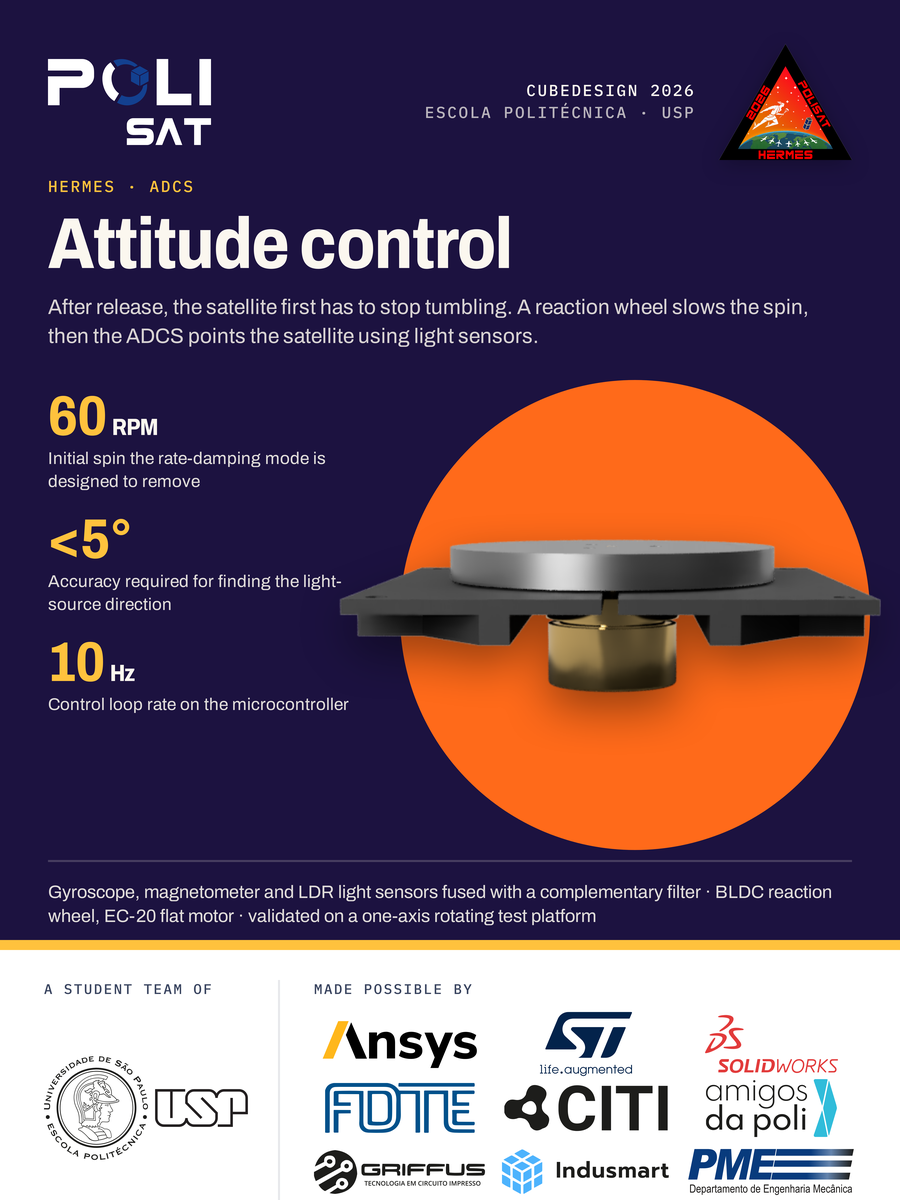 POLI
SAT
CUBEDESIGN 2026
ESCOLA POLITÉCNICA · USP
2026
POLISAT
HERMES
HERMES · ADCS
Attitude control
After release, the satellite first has to stop tumbling. A reaction wheel slows the spin,
then the ADCS points the satellite using light sensors.
60 RPM
Initial spin the rate-damping mode is
designed to remove
<5°
Accuracy required for finding the light-
source direction
10 Hz
Control loop rate on the microcontroller
Gyroscope, magnetometer and LDR light sensors fused with a complementary filter · BLDC reaction
wheel, EC-20 flat motor · validated on a one-axis rotating test platform
A STUDENT TEAM OF
UNIVERSIDADE DE SÃO PAULO
ESCOLA POLITÉCNICA
USP
MADE POSSIBLE BY
Ansys
ST
life.augmented
3DS
SOLIDWORKS
FDTE
CITI
amigos
da poli
GRIFFUS
TECNOLOGIA EM CIRCUITO IMPRESSO
Indusmart
PME
Departamento de Engenharia Mecânica